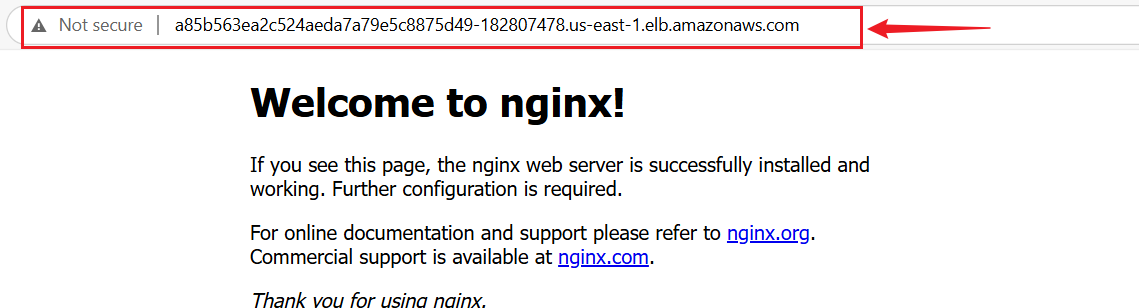 Not secure | a85b563ea2c524aeda7a79e5c8875d49-182807478.us-east-1.elb.amazonaws.com
Welcome to nginx!
If you see this page, the nginx web server is successfully installed and
working. Further configuration is required.
For online documentation and support please refer to nginx.org.
Commercial support is available at nginx.com.
Thank you for using nginx.